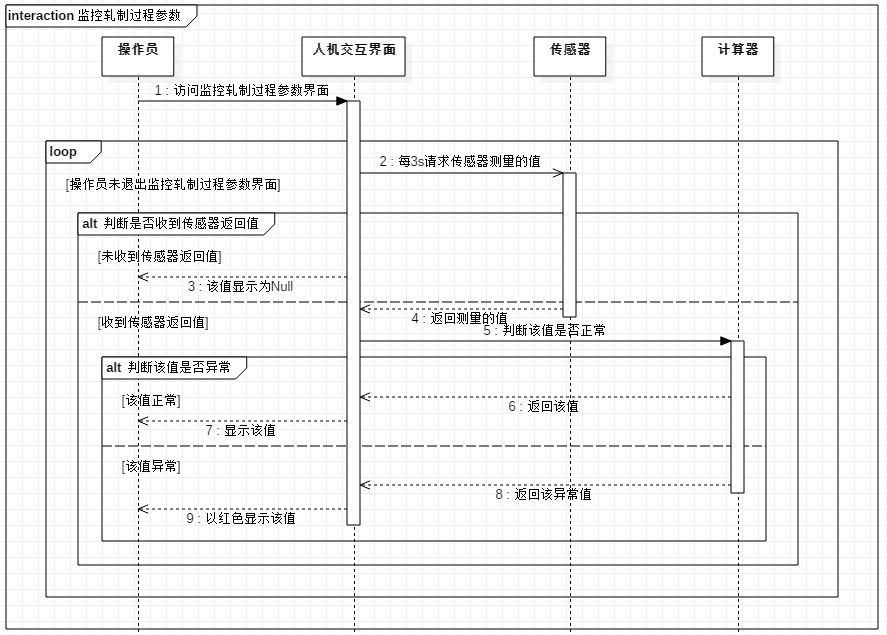 interaction 监控轧制过程参数
操作员
人机交互界面
传感器
计算器
1 : 访问监控轧制过程参数界面
loop
2 : 每3s请求传感器测量的值
[操作员未退出监控轧制过程参数界面]
alt 判断是否收到传感器返回值
[未收到传感器返回值]
3 : 该值显示为Null
4 : 返回测量的值
[收到传感器返回值]
5 : 判断该值是否正常
alt 判断该值是否异常
[该值正常]
6 : 返回该值
7 : 显示该值
[该值异常]
8 : 返回该异常值
9 : 以红色显示该值